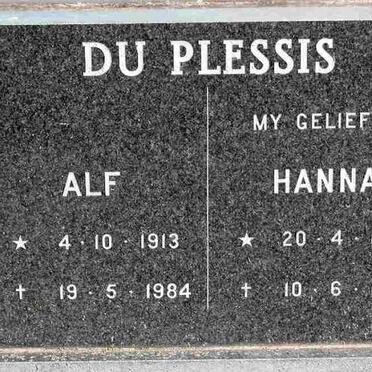 DU PLESSIS
ALF
★ 4·10·1913
† 19·5·1984
MY GELIEF
HANNA
★ 20·4·
† 10·6·